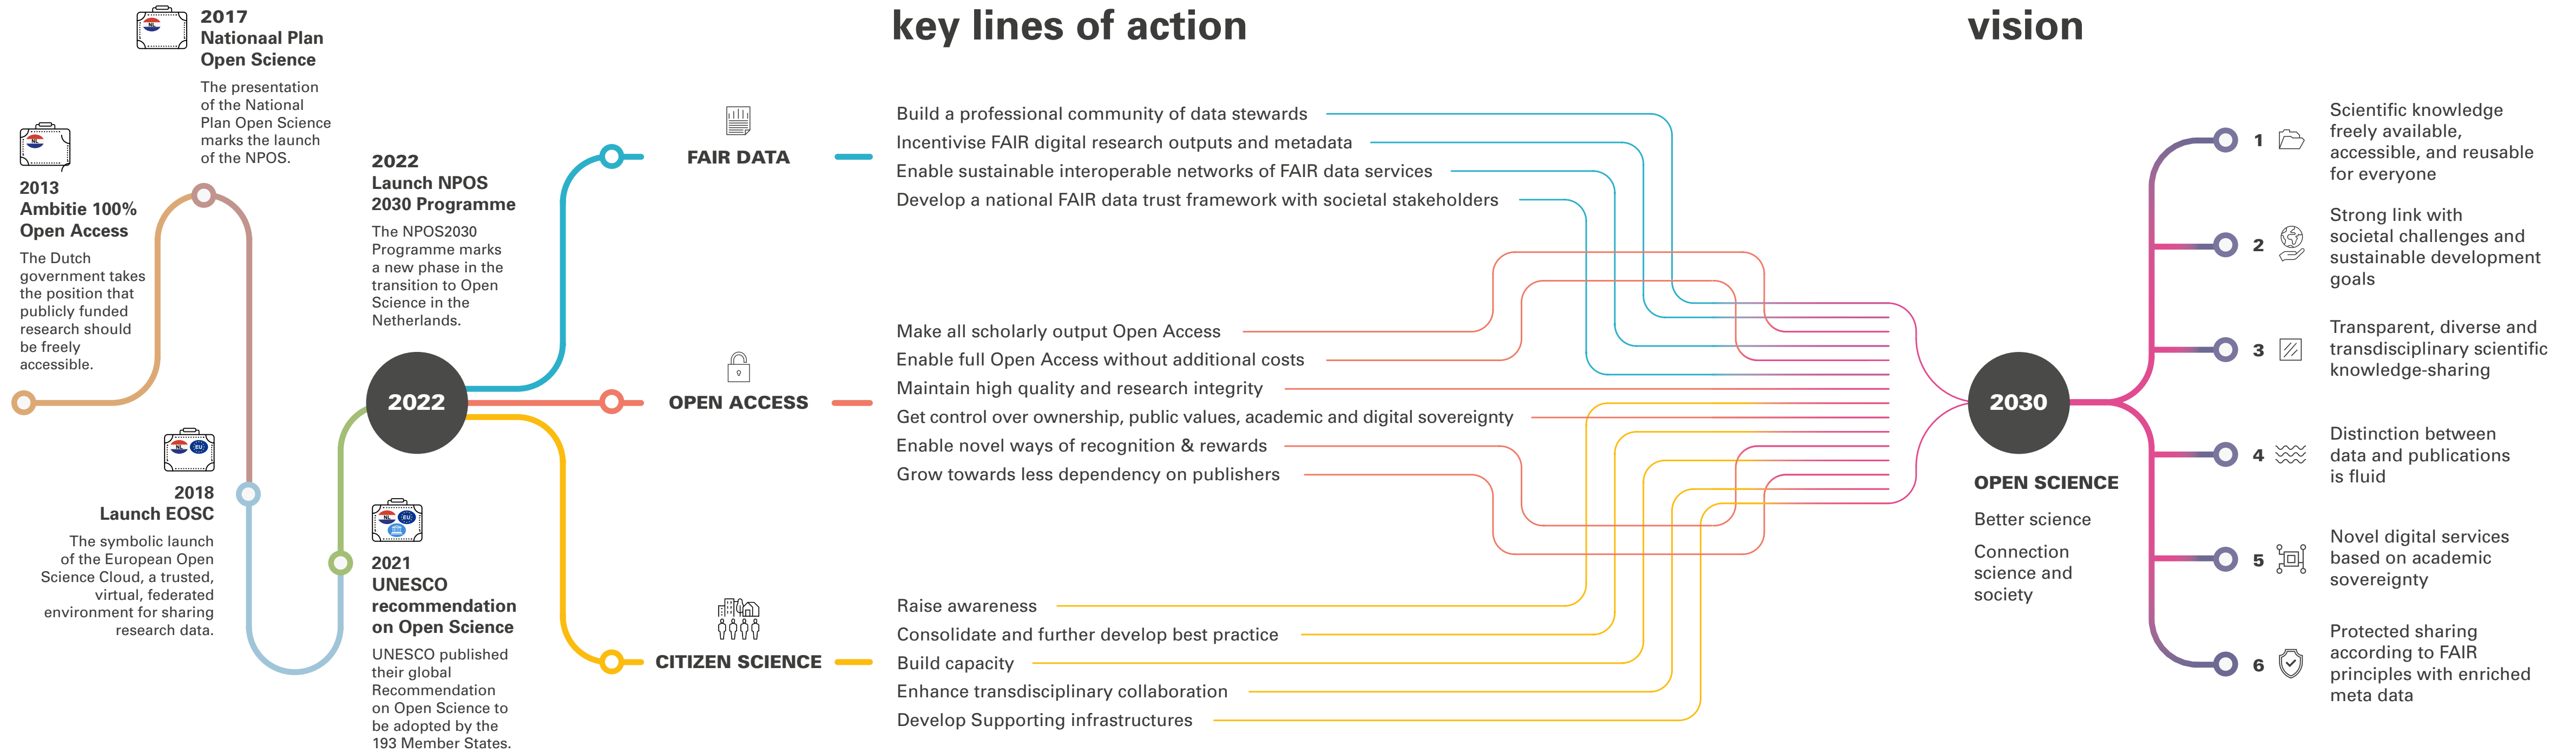 key lines of action
vision
2017
Nationaal Plan
Open Science
The presentation
of the National
Plan Open Science
marks the launch
of the NPOS.
NL
2013
Ambitie 100%
Open Access
The Dutch
government takes
the position that
publicly funded
research should
be freely
accessible.
NL
2018
Launch EOSC
The symbolic launch
of the European Open
Science Cloud, a trusted,
virtual, federated
environment for sharing
research data.
NL EU
2021
UNESCO
recommendation
on Open Science
UNESCO published
their global
Recommendation
on Open Science to
be adopted by the
193 Member States.
NL EU
2022
Launch NPOS
2030 Programme
The NPOS2030
Programme marks
a new phase in the
transition to Open
Science in the
Netherlands.
2022
FAIR DATA
Build a professional community of data stewards
Incentivise FAIR digital research outputs and metadata
Enable sustainable interoperable networks of FAIR data services
Develop a national FAIR data trust framework with societal stakeholders
OPEN ACCESS
Make all scholarly output Open Access
Enable full Open Access without additional costs
Maintain high quality and research integrity
Get control over ownership, public values, academic and digital sovereignty
Enable novel ways of recognition & rewards
Grow towards less dependency on publishers
CITIZEN SCIENCE
Raise awareness
Consolidate and further develop best practice
Build capacity
Enhance transdisciplinary collaboration
Develop Supporting infrastructures
2030
OPEN SCIENCE
Better science
Connection
science and
society
1
Scientific knowledge
freely available,
accessible, and reusable
for everyone
2
Strong link with
societal challenges and
sustainable development
goals
3
Transparent, diverse and
transdisciplinary scientific
knowledge-sharing
4
Distinction between
data and publications
is fluid
5
Novel digital services
based on academic
sovereignty
6
Protected sharing
according to FAIR
principles with enriched
meta data